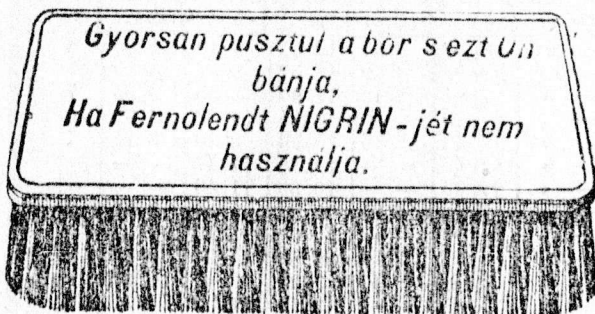 Gyorsan pusztul a bőr s ezt Ön
bánja,
Ha Fernolendt NIGRIN-jét nem
használja.